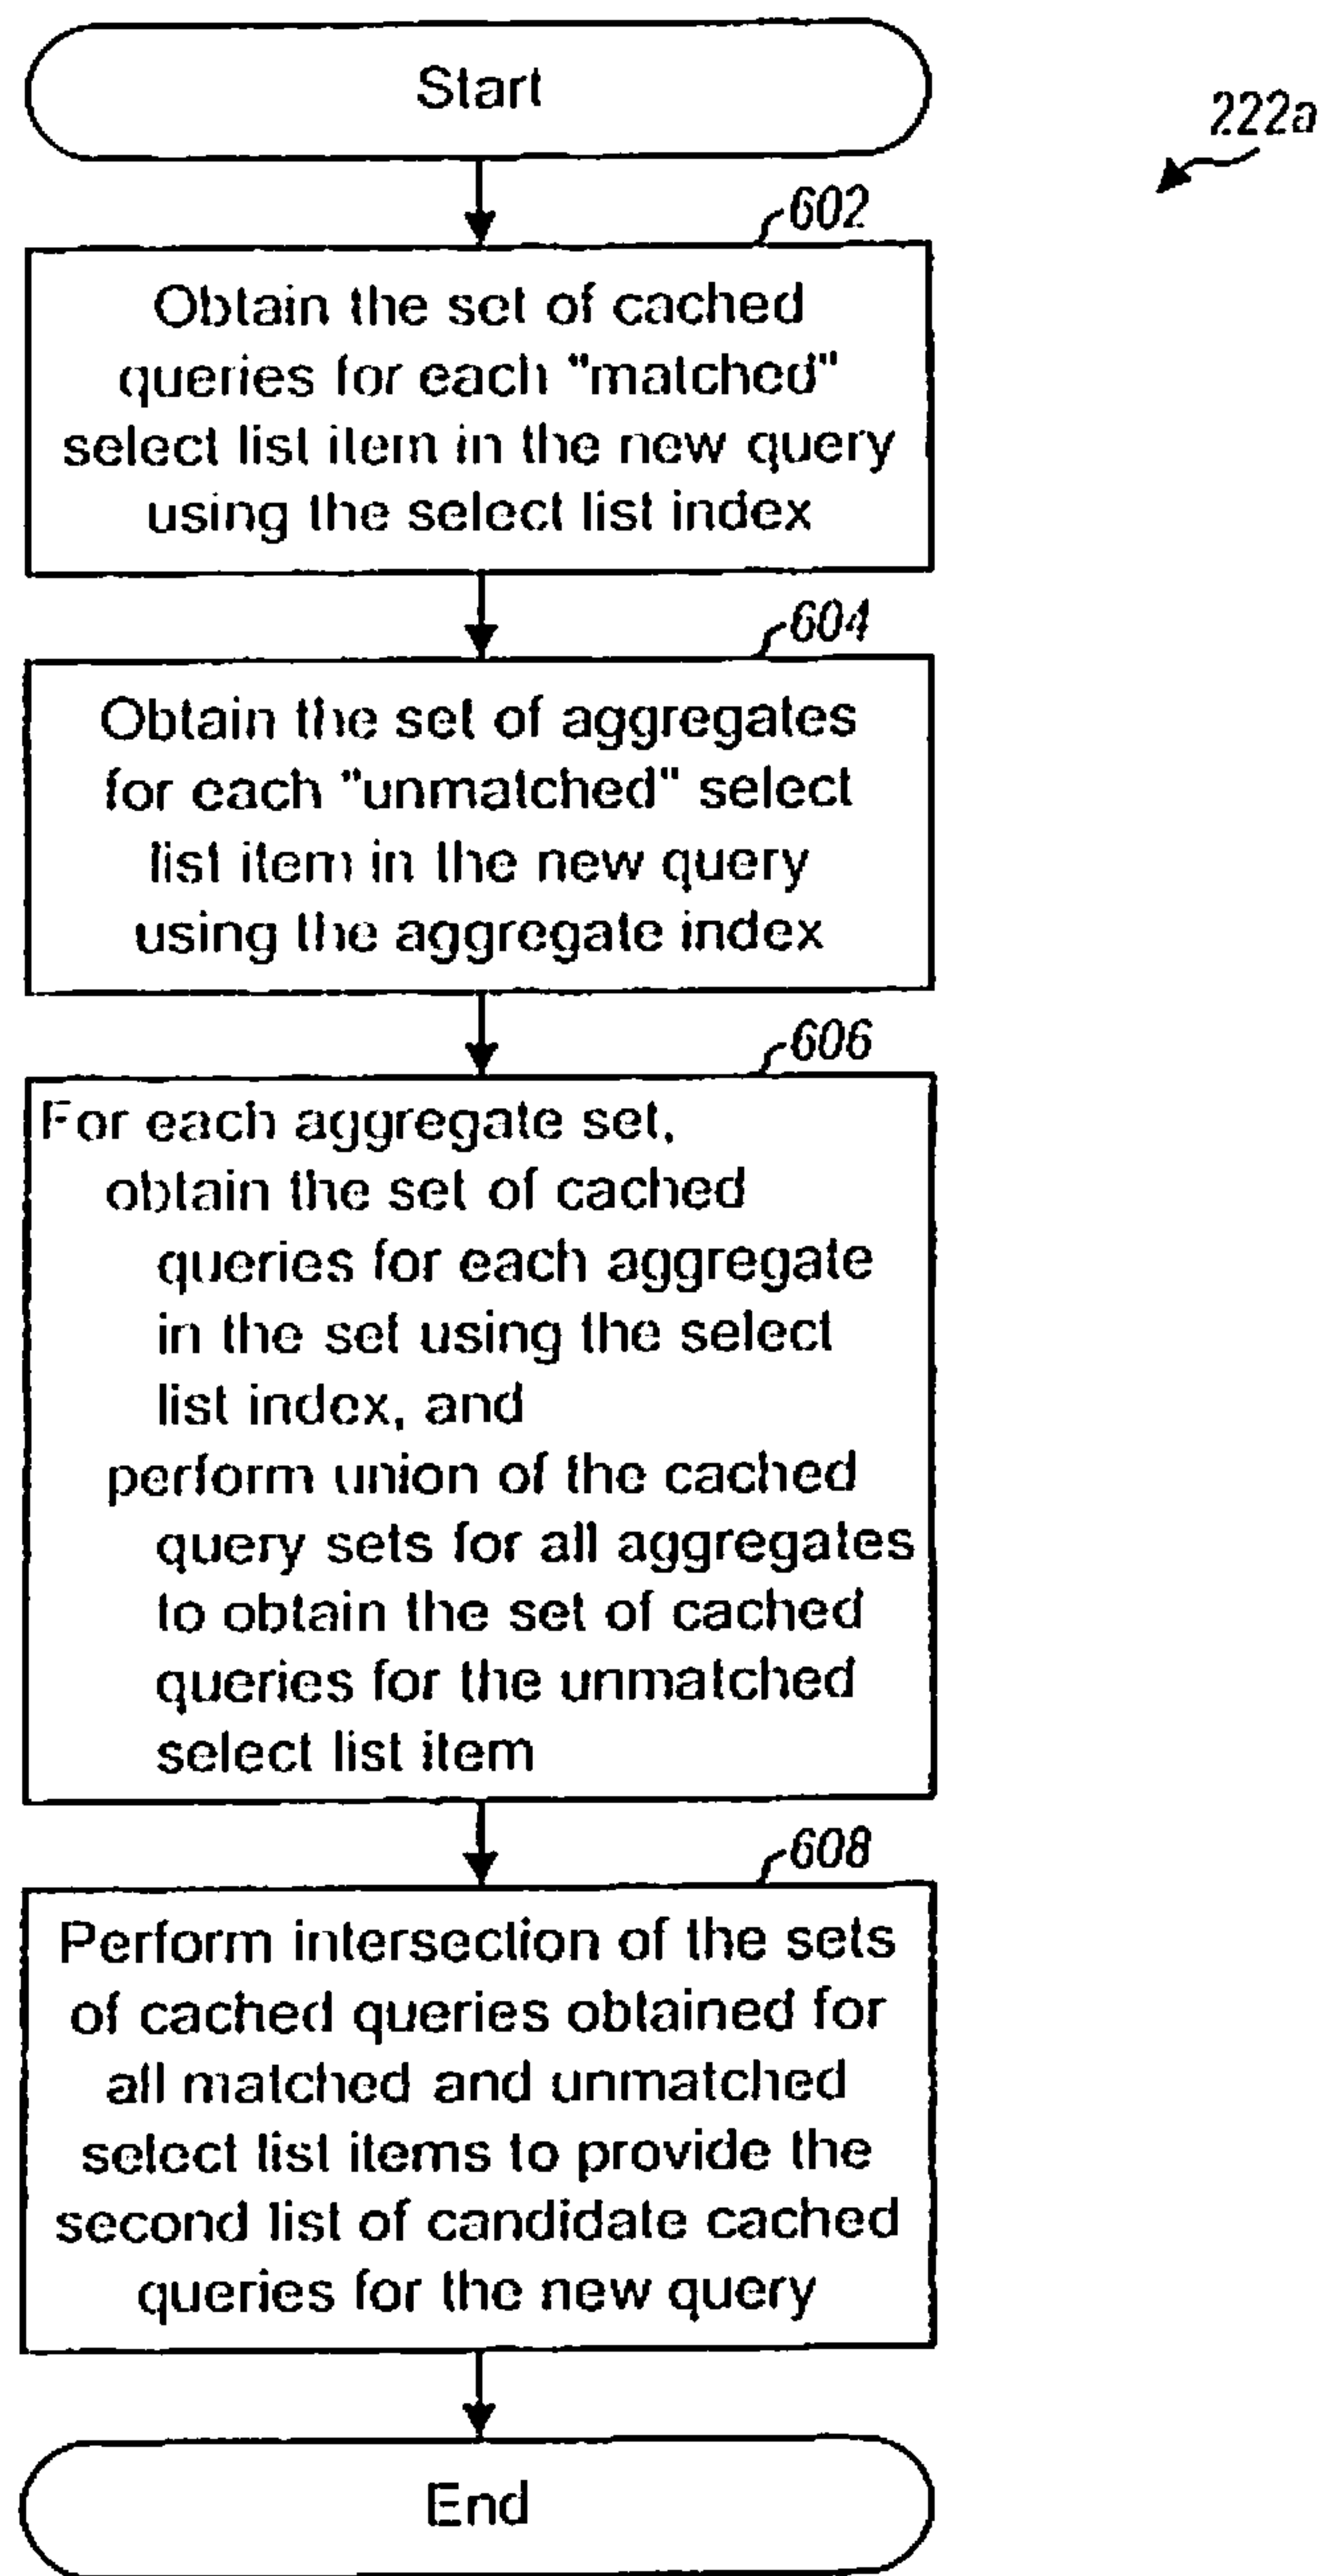 Start
222a
602
Obtain the set of cached
queries for each "matched"
select list item in the new query
using the select list index
604
Obtain the set of aggregates
for each "unmatched" select
list item in the new query
using the aggregate index
606
For each aggregate set,
obtain the set of cached
queries for each aggregate
in the set using the select
list index, and
perform union of the cached
query sets for all aggregates
to obtain the set of cached
queries for the unmatched
select list item
608
Perform intersection of the sets
of cached queries obtained for
all matched and unmatched
select list items to provide the
second list of candidate cached
queries for the new query
End